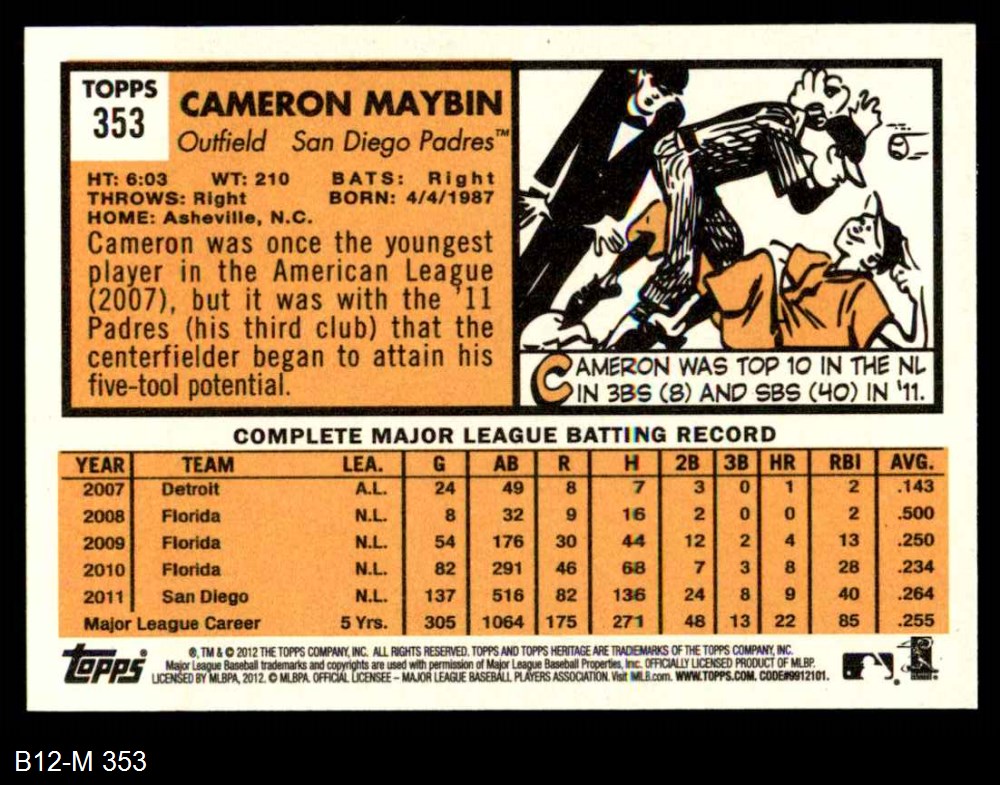 TOPPS
353
CAMERON MAYBIN
Outfield San Diego Padres™
HT: 6:03 WT: 210 BATS: Right
THROWS: Right BORN: 4/4/1987
HOME: Asheville, N.C.
Cameron was once the youngest
player in the American League
(2007), but it was with the '11
Padres (his third club) that the
centerfielder began to attain his
five-tool potential.
CAMERON WAS TOP 10 IN THE NL
IN 3BS (8) AND SBS (40) IN '11.
COMPLETE MAJOR LEAGUE BATTING RECORD
YEAR TEAM LEA. G AB R H 2B 3B HR RBI AVG.
2007 Detroit A.L. 24 49 8 7 3 0 1 2 .143
2008 Florida N.L. 8 32 9 16 2 0 0 2 .500
2009 Florida N.L. 54 176 30 44 12 2 4 13 .250
2010 Florida N.L. 82 291 46 68 7 3 8 28 .234
2011 San Diego N.L. 137 516 82 136 24 8 9 40 .264
Major League Career 5 Yrs. 305 1064 175 271 48 13 22 85 .255
Topps
®, TM & © 2012 THE TOPPS COMPANY, INC. ALL RIGHTS RESERVED. TOPPS AND TOPPS HERITAGE ARE TRADEMARKS OF THE TOPPS COMPANY, INC.
Major League Baseball trademarks and copyrights are used with permission of Major League Baseball Properties, Inc. OFFICIALLY LICENSED PRODUCT OF MLBP.
LICENSED BY MLBPA, 2012. © MLBPA. OFFICIAL LICENSEE – MAJOR LEAGUE BASEBALL PLAYERS ASSOCIATION. Visit MLB.com. WWW.TOPPS.COM. CODE#9912101.
B12-M 353